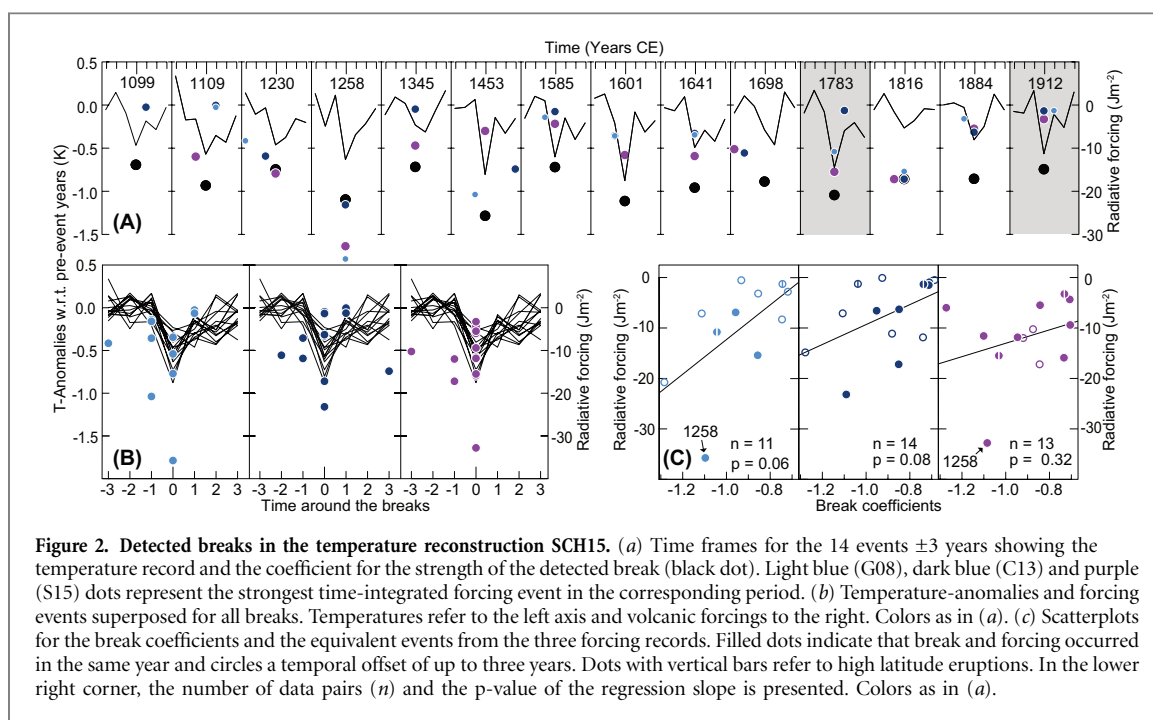 Time (Years CE)
0.5
0.0
-0.5
-1.0
-1.5
1099
1109
1230
1258
1345
1453
1585
1601
1641
1698
1783
1816
1884
1912
0
-10
-20
-30
Radiative forcing (Jm⁻²)
T-Anomalies w.r.t. pre-event years (K)
(A)
0.5
0.0
-0.5
-1.0
-1.5
(B)
0
-10
-20
-30
Radiative forcing (Jm⁻²)
-3 -2 -1 0 1 2 3
-3 -2 -1 0 1 2 3
-3 -2 -1 0 1 2 3
Time around the breaks
Radiative forcing (Jm⁻²)
0
-10
-20
-30
1258
(C)
n = 11
p = 0.06
n = 14
p = 0.08
1258
n = 13
p = 0.32
0
-10
-20
-30
Radiative forcing (Jm⁻²)
-1.2 -0.8
-1.2 -0.8
-1.2 -0.8
Break coefficients
Figure 2. Detected breaks in the temperature reconstruction SCH15. (a) Time frames for the 14 events ±3 years showing the
temperature record and the coefficient for the strength of the detected break (black dot). Light blue (G08), dark blue (C13) and purple
(S15) dots represent the strongest time-integrated forcing event in the corresponding period. (b) Temperature-anomalies and forcing
events superposed for all breaks. Temperatures refer to the left axis and volcanic forcings to the right. Colors as in (a). (c) Scatterplots
for the break coefficients and the equivalent events from the three forcing records. Filled dots indicate that break and forcing occurred
in the same year and circles a temporal offset of up to three years. Dots with vertical bars refer to high latitude eruptions. In the lower
right corner, the number of data pairs (n) and the p-value of the regression slope is presented. Colors as in (a).